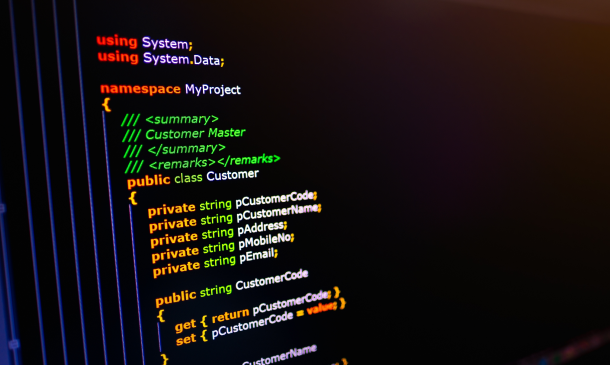 using System;
using System.Data;
namespace MyProject
{
/// <summary>
/// Customer Master
/// </summary>
/// <remarks></remarks>
public class Customer
{
private string pCustomerCode;
private string pCustomerName;
private string pAddress;
private string pMobileNo;
private string pEmail;
public string CustomerCode
{
get { return pCustomerCode; }
set { pCustomerCode = value; }
}
CustomerName
}